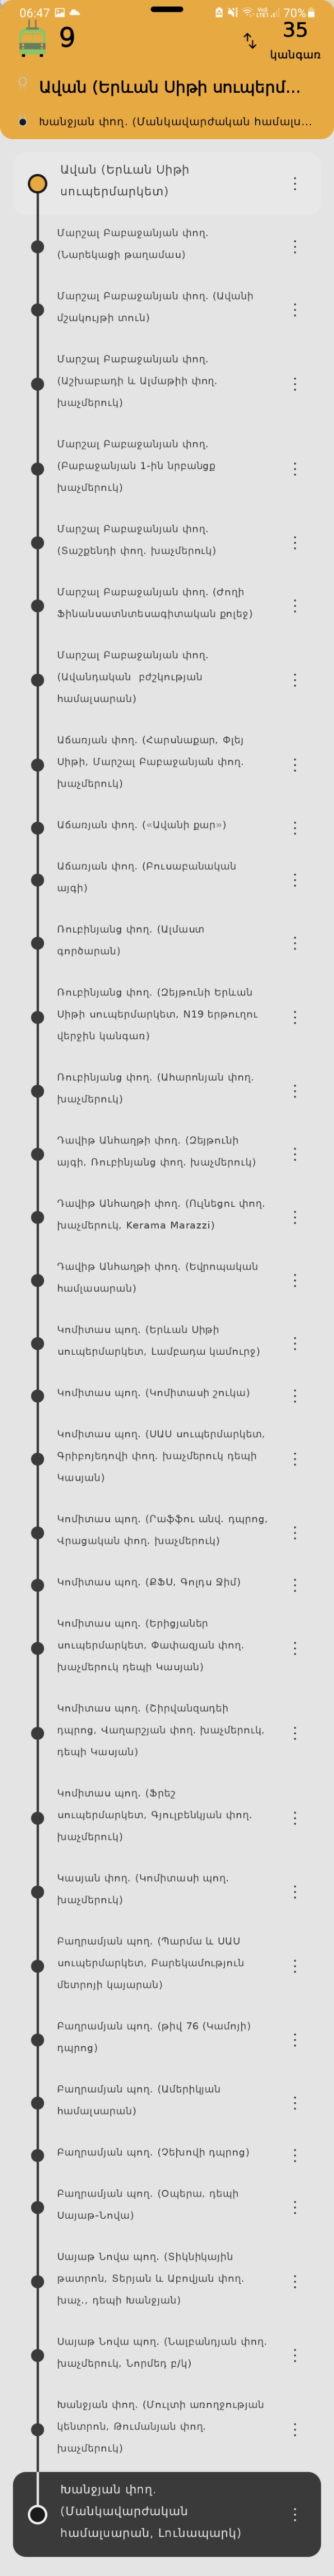 06:47
70%
9
35
կանգառ
Ավան (Երևան Սիթի սուպերմ...
Խանջյան փող. (Մանկավարժական համալս...
Ավան (Երևան Սիթի
սուպերմարկետ)
Մարշալ Բաբաջանյան փող.
(Նարեկացի թաղամաս)
Մարշալ Բաբաջանյան փող. (Ավանի
մշակույթի տուն)
Մարշալ Բաբաջանյան փող.
(Աշխաբադի և Ալմաթիի փող.
խաչմերուկ)
Մարշալ Բաբաջանյան փող.
(Բաբաջանյան 1-ին նրբանցք
խաչմերուկ)
Մարշալ Բաբաջանյան փող.
(Տաշքենդի փող. խաչմերուկ)
Մարշալ Բաբաջանյան փող. (Ժողի
Ֆինանսատնտեսագիտական քոլեջ)
Մարշալ Բաբաջանյան փող.
(Ավանդական  բժշկության
համալսարան)
Աճառյան փող. (Հարսնաքար, Փլեյ
Սիթի, Մարշալ Բաբաջանյան փող.
խաչմերուկ)
Աճառյան փող. («Ավանի քար»)
Աճառյան փող. (Բուսաբանական
այգի)
Ռուբինյանց փող. (Ալմաստ
գործարան)
Ռուբինյանց փող. (Զեյթունի Երևան
Սիթի սուպերմարկետ, N19 երթուղու
վերջին կանգառ)
Ռուբինյանց փող. (Ահարոնյան փող.
խաչմերուկ)
Դավիթ Անհաղթի փող. (Զեյթունի
այգի, Ռուբինյանց փող. խաչմերուկ)
Դավիթ Անհաղթի փող. (Ուլնեցու փող.
խաչմերուկ, Kerama Marazzi)
Դավիթ Անհաղթի փող. (Եվրոպական
համլասարան)
Կոմիտաս պող. (Երևան Սիթի
սուպերմարկետ, Լամբադա կամուրջ)
Կոմիտաս պող. (Կոմիտասի շուկա)
Կոմիտաս պող. (ՍԱՍ սուպերմարկետ,
Գրիբոյեդովի փող. խաչմերուկ դեպի
Կասյան)
Կոմիտաս պող. (Րաֆֆու անվ. դպրոց,
Վրացական փող. խաչմերուկ)
Կոմիտաս պող. (ՔՖՍ, Գոլդս Ջիմ)
Կոմիտաս պող. (Երիցյաներ
սուպերմարկետ, Փափազյան փող.
խաչմերուկ դեպի Կասյան)
Կոմիտաս պող. (Շիրվանզադեի
դպրոց, Վաղարշյան փող. խաչմերուկ,
դեպի Կասյան)
Կոմիտաս պող. (Ֆրեշ
սուպերմարկետ, Գյուլբենկյան փող.
խաչմերուկ)
Կասյան փող. (Կոմիտասի պող.
խաչմերուկ)
Բաղրամյան պող. (Պարմա և ՍԱՍ
սուպերմարկետ, Բարեկամություն
մետրոյի կայարան)
Բաղրամյան պող. (թիվ 76 (Կամոյի)
դպրոց)
Բաղրամյան պող. (Ամերիկյան
համալսարան)
Բաղրամյան պող. (Չեխովի դպրոց)
Բաղրամյան պող. (Օպերա, դեպի
Սայաթ-Նովա)
Սայաթ Նովա պող. (Տիկնիկային
թատրոն, Տերյան և Աբովյան փող.
խաչ., դեպի Խանջյան)
Սայաթ Նովա պող. (Նալբանդյան փող.
խաչմերուկ, Նորմեդ բ/կ)
Խանջյան փող. (Մուլտի առողջության
կենտրոն, Թումանյան փող.
խաչմերուկ)
Խանջյան փող.
(Մանկավարժական
համալսարան, Լունապարկ)